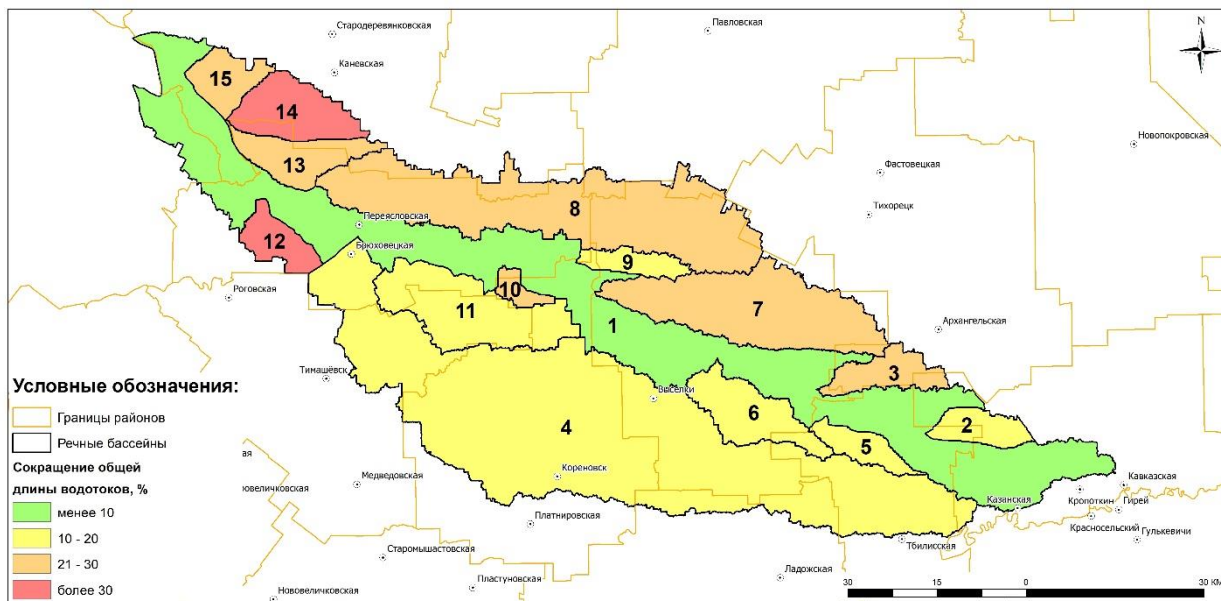 Стародеревянковская
Павловская
N
Каневская
15
14
Новопокровская
13
Фастовецкая
8
Тихорецк
Переясловская
12
Брюховецкая
9
10
Роговская
11
7
1
Архангельская
Тимашёвск
3
Условные обозначения:
Границы районов
Речные бассейны
Сокращение общей
длины водотоков, %
менее 10
10 - 20
21 - 30
более 30
Выселки
6
2
4
5
Кореновск
Медведовская
ая
овеличковская
Казанская
Кавказская
Кропоткин
Гирей
Красносельский
Гулькевичи
Платнировская
Тбилисская
Старомышастовская
Пластуновская
Ладожская
Нововеличковская
30
15
0
30 КМ